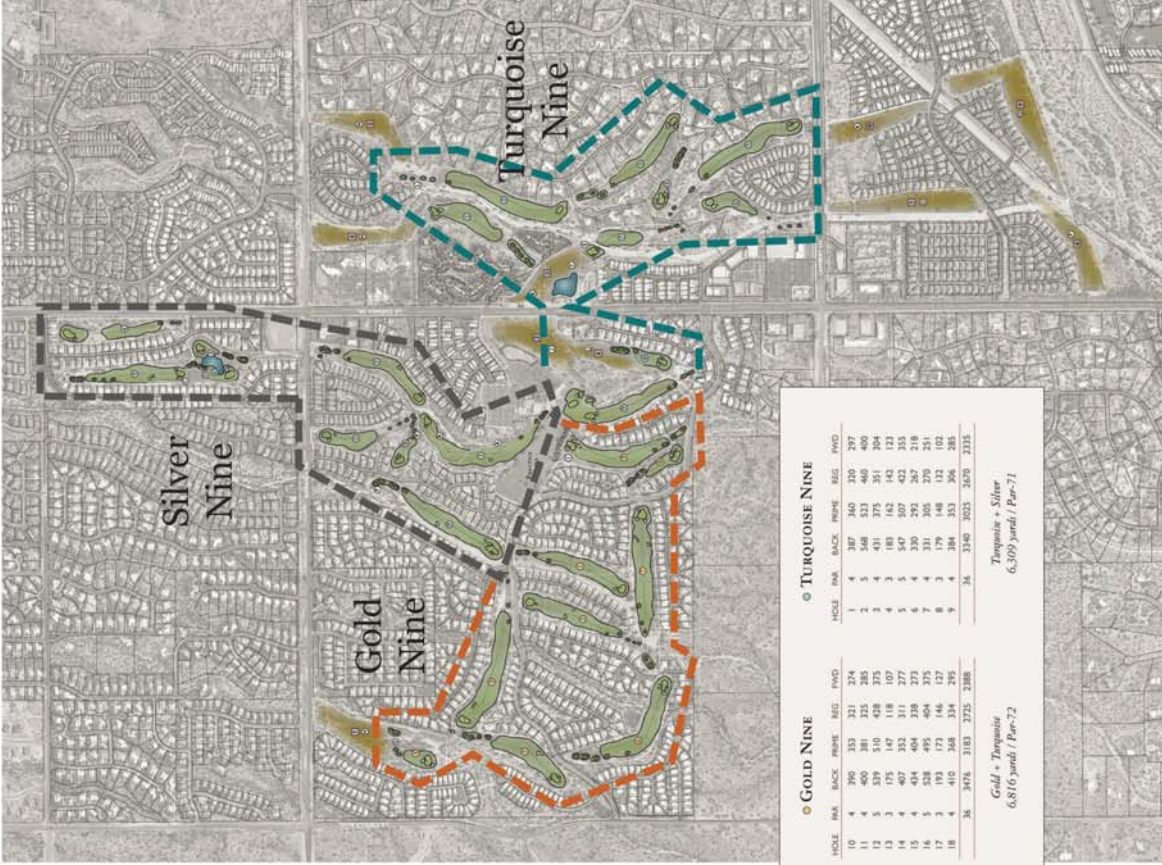 Turquoise
Nine
Silver
Nine
Gold
Nine
GOLD NINE
HOLE PAR BACK PRIME REG FWD
10 4 390 353 321 274
11 4 400 381 325 285
12 5 539 510 428 375
13 3 175 147 118 107
14 4 407 352 311 277
15 4 434 404 338 273
16 5 528 495 404 375
17 3 193 173 146 127
18 4 410 368 334 295
36 3476 3183 2725 2388
Gold + Turquoise
6,816 yards / Par-72
TURQUOISE NINE
HOLE PAR BACK PRIME REG FWD
1 4 387 360 320 297
2 5 568 523 460 400
3 4 431 375 351 304
4 3 183 162 142 123
5 5 547 507 422 355
6 4 330 292 267 218
7 4 331 305 270 251
8 3 179 148 132 102
9 4 384 353 306 285
36 3340 3025 2670 2335
Turquoise + Silver
6,309 yards / Par-71